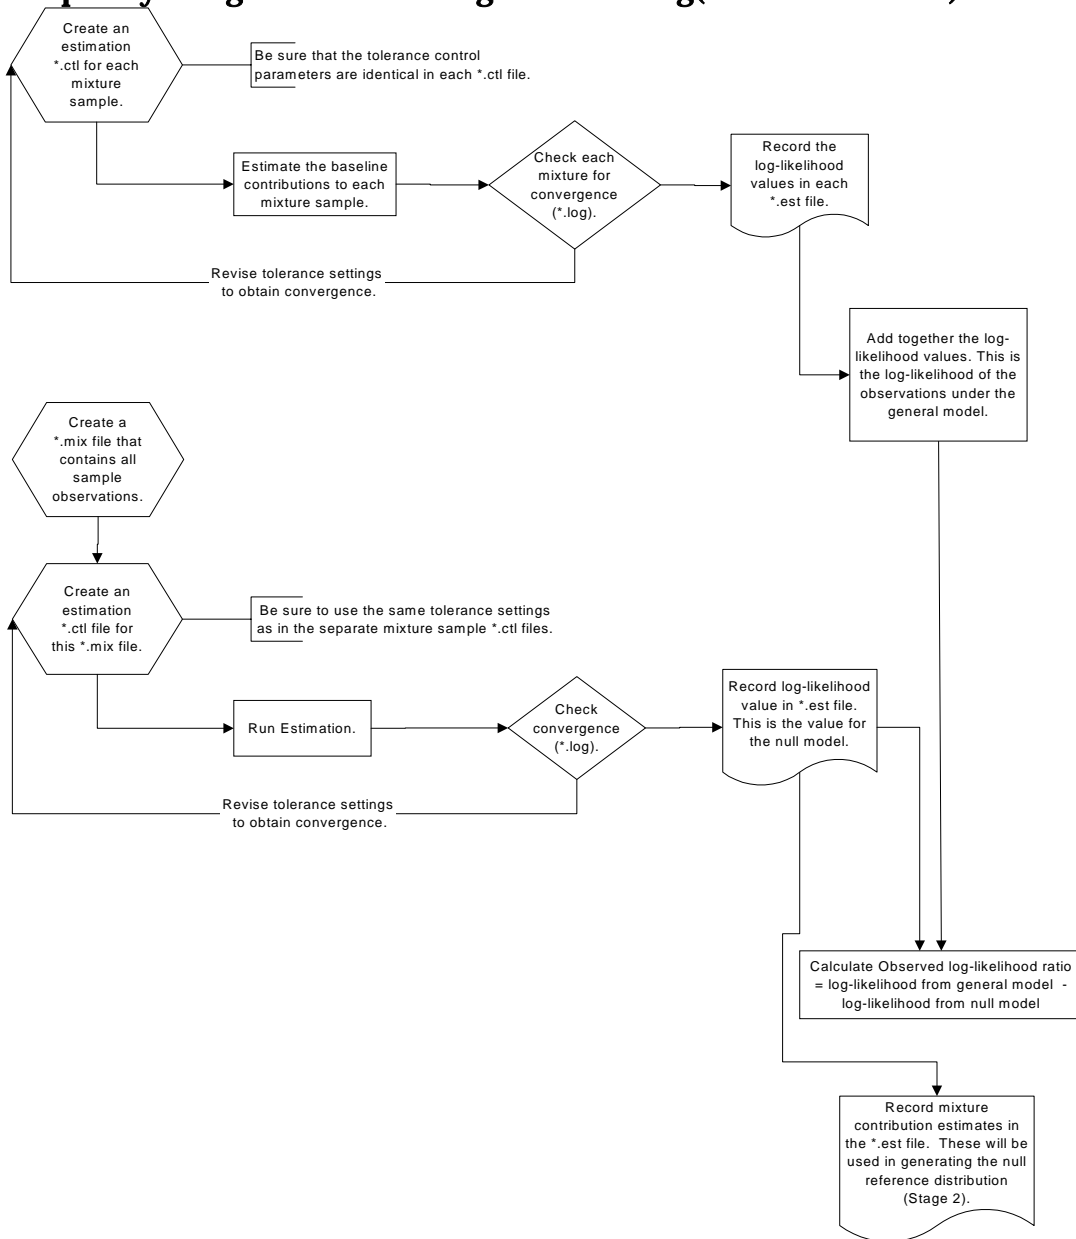 Create an
estimation
*.ctl for each
mixture
sample.
Be sure that the tolerance control
parameters are identical in each *.ctl file.
Estimate the baseline
contributions to each
mixture sample.
Check each
mixture for
convergence
(*.log).
Record the
log-likelihood
values in each
*.est file.
Revise tolerance settings
to obtain convergence.
Add together the log-
likelihood values. This is
the log-likelihood of the
observations under the
general model.
Create a
*.mix file that
contains all
sample
observations.
Create an
estimation
*.ctl file for
this *.mix file.
Be sure to use the same tolerance settings
as in the separate mixture sample *.ctl files.
Run Estimation.
Check
convergence
(*.log).
Record log-likelihood
value in *.est file.
This is the value for
the null model.
Revise tolerance settings
to obtain convergence.
Calculate Observed log-likelihood ratio
= log-likelihood from general model -
log-likelihood from null model
Record mixture
contribution estimates in
the *.est file. These will be
used in generating the null
reference distribution
(Stage 2).